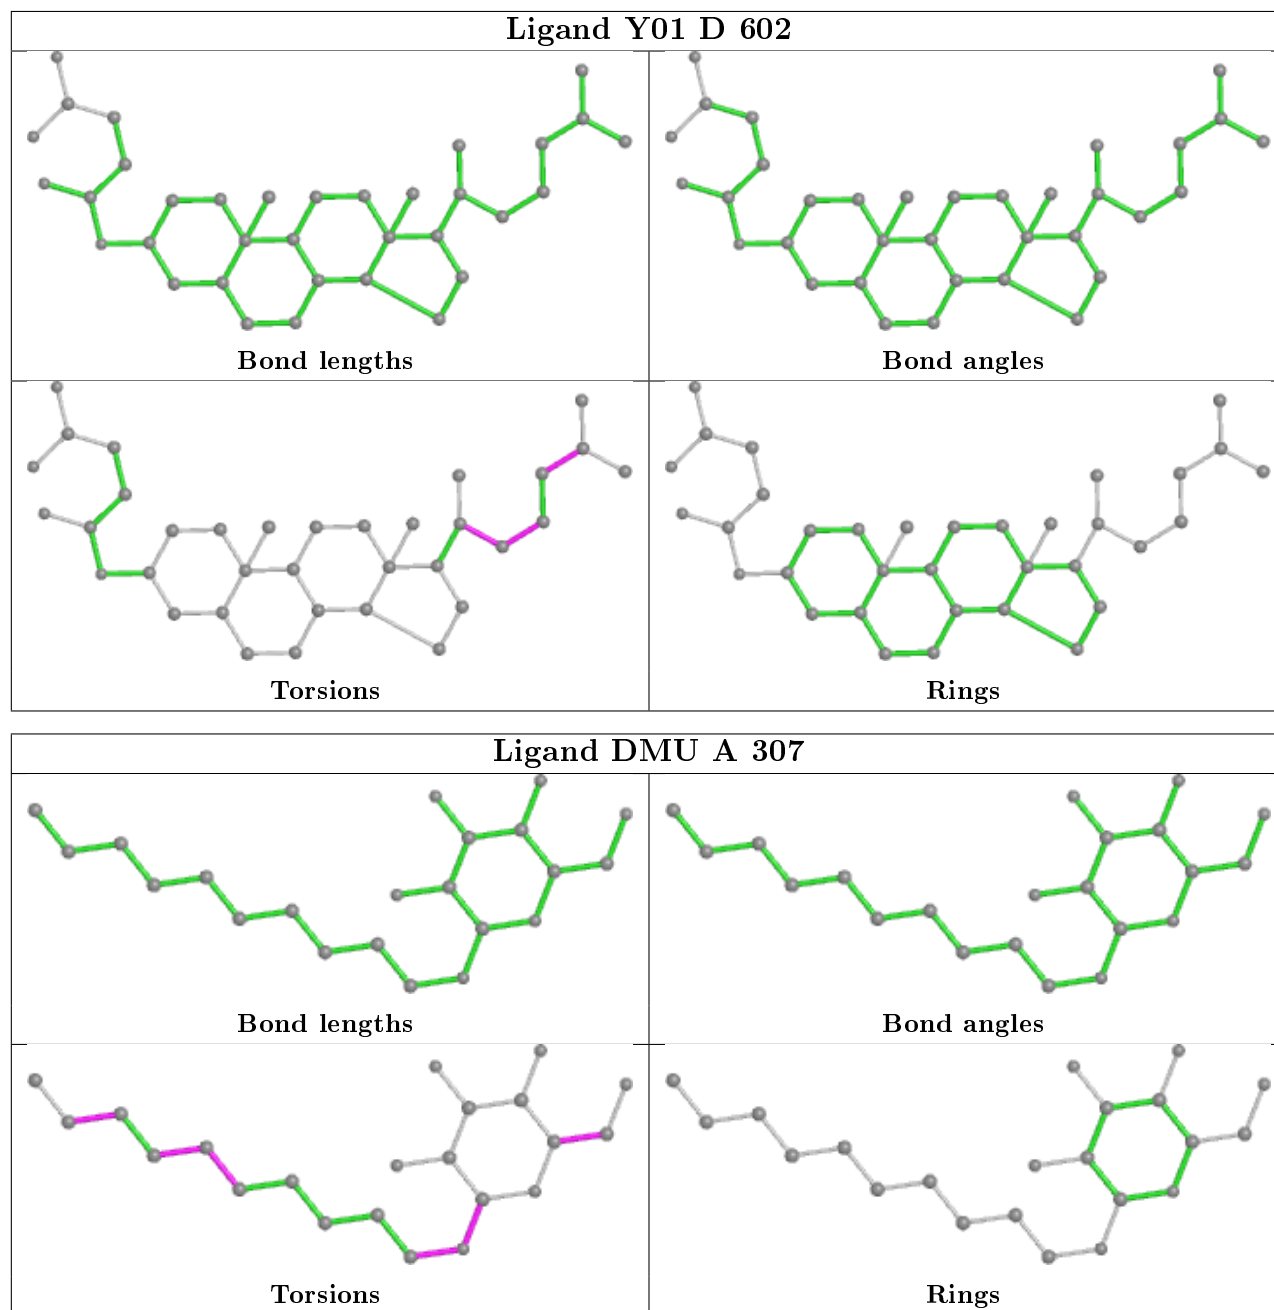 Ligand Y01 D 602
Bond lengths
Bond angles
Torsions
Rings
Ligand DMU A 307
Bond lengths
Bond angles
Torsions
Rings